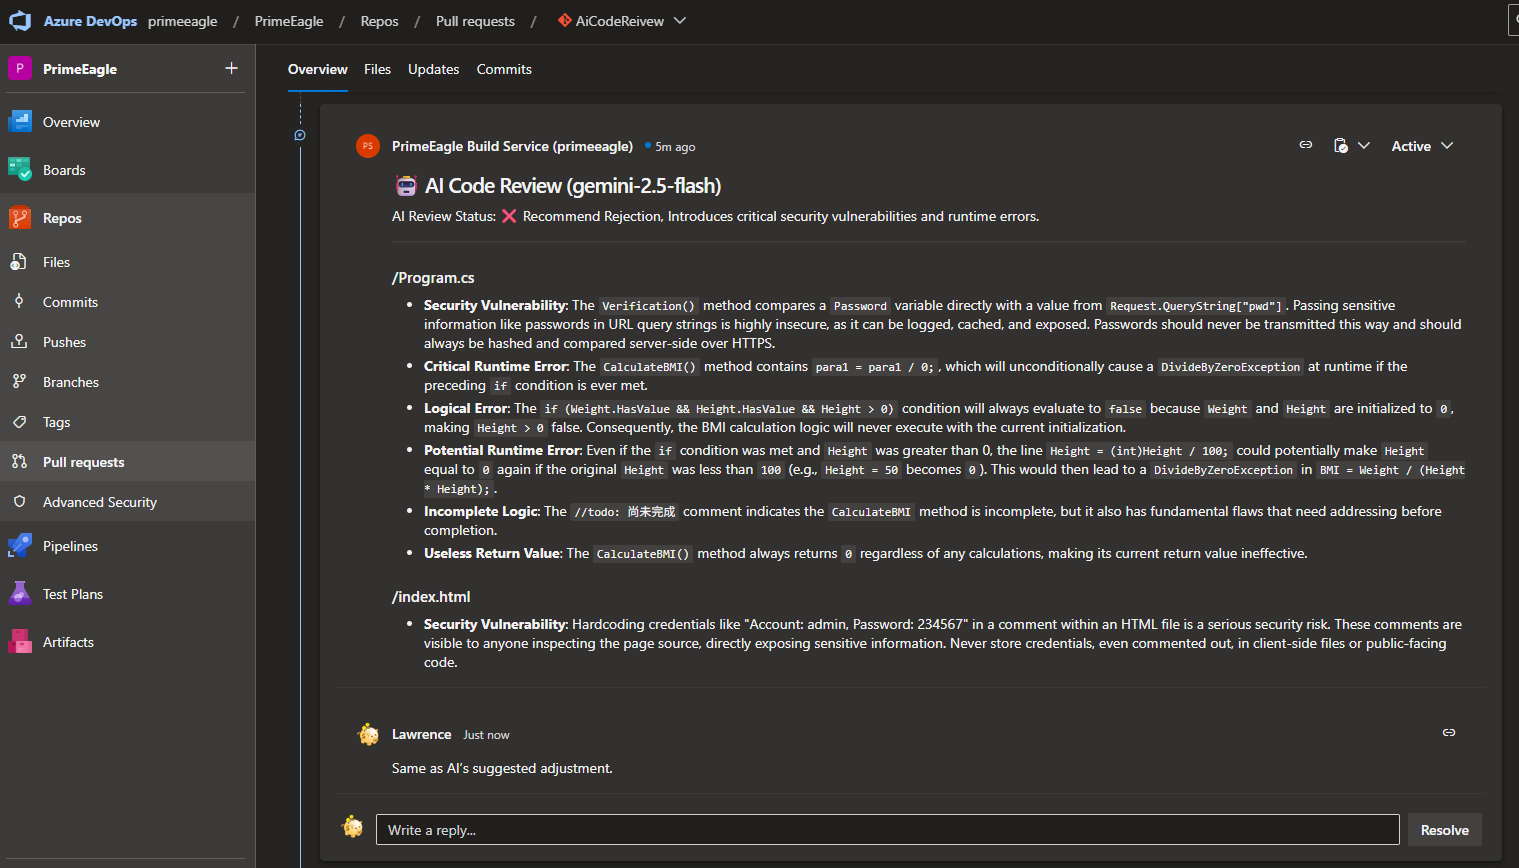 Azure DevOps primeeagle / PrimeEagle / Repos / Pull requests / AiCodeReivew
P PrimeEagle +
Overview
Boards
Repos
Files
Commits
Pushes
Branches
Tags
Pull requests
Advanced Security
Pipelines
Test Plans
Artifacts
Overview Files Updates Commits
PS PrimeEagle Build Service (primeeagle) 5m ago Active
AI Code Review (gemini-2.5-flash)
AI Review Status: ❌ Recommend Rejection, Introduces critical security vulnerabilities and runtime errors.
/Program.cs
• Security Vulnerability: The Verification() method compares a Password variable directly with a value from Request.QueryString["pwd"]. Passing sensitive
information like passwords in URL query strings is highly insecure, as it can be logged, cached, and exposed. Passwords should never be transmitted this way and should
always be hashed and compared server-side over HTTPS.
• Critical Runtime Error: The CalculateBMI() method contains para1 = para1 / 0;, which will unconditionally cause a DivideByZeroException at runtime if the
preceding if condition is ever met.
• Logical Error: The if (Weight.HasValue && Height.HasValue && Height > 0) condition will always evaluate to false because Weight and Height are initialized to 0,
making Height > 0 false. Consequently, the BMI calculation logic will never execute with the current initialization.
• Potential Runtime Error: Even if the if condition was met and Height was greater than 0, the line Height = (int)Height / 100; could potentially make Height
equal to 0 again if the original Height was less than 100 (e.g., Height = 50 becomes 0). This would then lead to a DivideByZeroException in BMI = Weight / (Height
* Height);.
• Incomplete Logic: The //todo: 尚未完成 comment indicates the CalculateBMI method is incomplete, but it also has fundamental flaws that need addressing before
completion.
• Useless Return Value: The CalculateBMI() method always returns 0 regardless of any calculations, making its current return value ineffective.
/index.html
• Security Vulnerability: Hardcoding credentials like "Account: admin, Password: 234567" in a comment within an HTML file is a serious security risk. These comments are
visible to anyone inspecting the page source, directly exposing sensitive information. Never store credentials, even commented out, in client-side files or public-facing
code.
Lawrence Just now
Same as AI's suggested adjustment.
Write a reply... Resolve